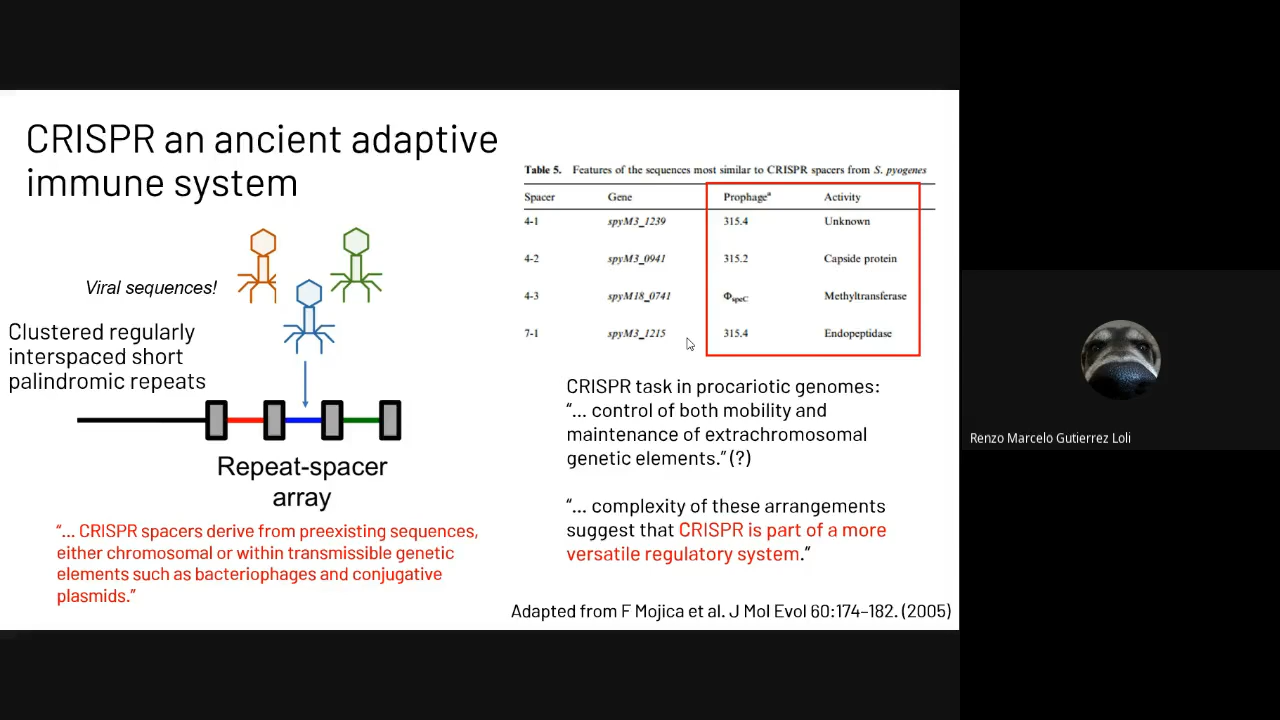 CRISPR an ancient adaptive
immune system
Viral sequences!
Clustered regularly
interspaced short
palindromic repeats
Repeat-spacer
array
“... CRISPR spacers derive from preexisting sequences,
either chromosomal or within transmissible genetic
elements such as bacteriophages and conjugative
plasmids.”
Table 5. Features of the sequences most similar to CRISPR spacers from S. pyogenes
Spacer Gene Prophageᵃ Activity
4-1 spyM3_1239 315.4 Unknown
4-2 spyM3_0941 315.2 Capside protein
4-3 spyM18_0741 ΦspeC Methyltransferase
7-1 spyM3_1215 315.4 Endopeptidase
CRISPR task in procariotic genomes:
“... control of both mobility and
maintenance of extrachromosomal
genetic elements.” (?)
“... complexity of these arrangements
suggest that CRISPR is part of a more
versatile regulatory system.”
Adapted from F Mojica et al. J Mol Evol 60:174–182. (2005)
Renzo Marcelo Gutierrez Loli